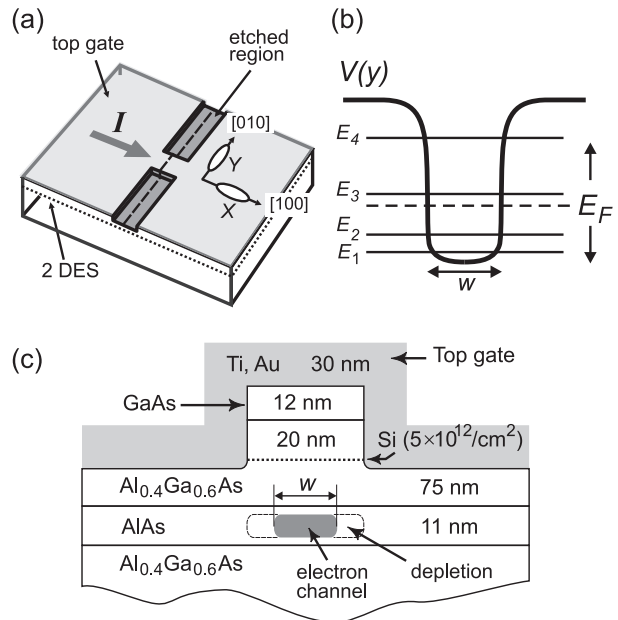 (a)
top gate
etched
region
I
[010]
Y
X
[100]
2 DES
(b)
V(y)
E₄
E₃
E₂
E₁
E_F
w
(c)
Ti, Au 30 nm
Top gate
GaAs
12 nm
20 nm
Si (5×10¹²/cm²)
Al₀.₄Ga₀.₆As
w
75 nm
AlAs
11 nm
Al₀.₄Ga₀.₆As
electron
channel
depletion